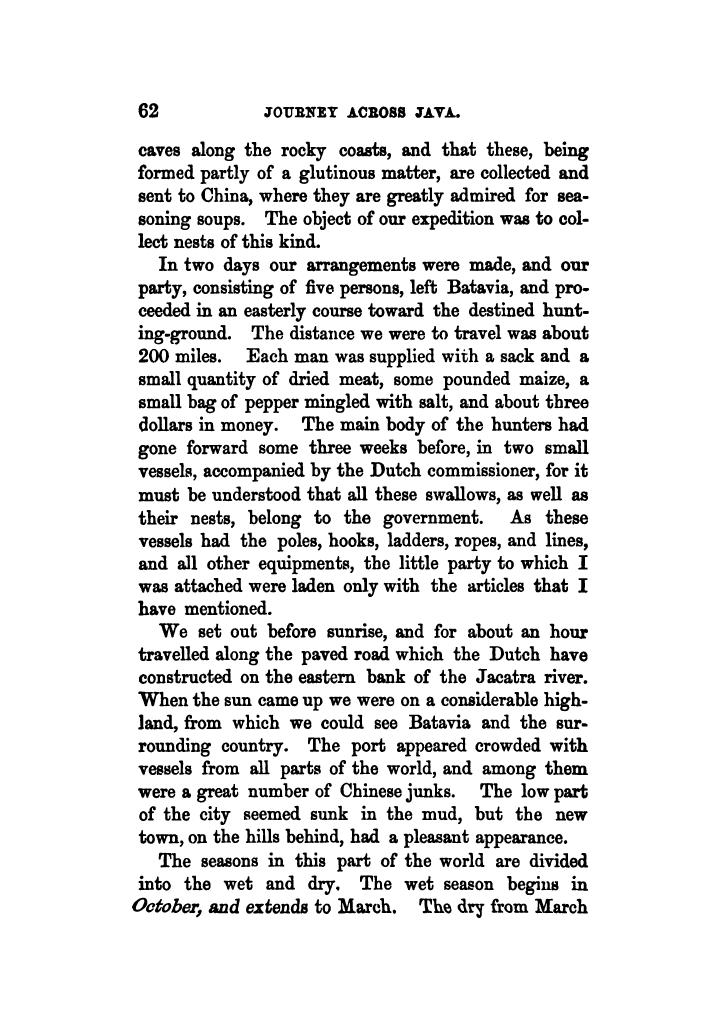 62 JOURNEY ACROSS JAVA.
caves along the rocky coasts, and that these, being
formed partly of a glutinous matter, are collected and
sent to China, where they are greatly admired for sea-
soning soups. The object of our expedition was to col-
lect nests of this kind.
In two days our arrangements were made, and our
party, consisting of five persons, left Batavia, and pro-
ceeded in an easterly course toward the destined hunt-
ing-ground. The distance we were to travel was about
200 miles. Each man was supplied with a sack and a
small quantity of dried meat, some pounded maize, a
small bag of pepper mingled with salt, and about three
dollars in money. The main body of the hunters had
gone forward some three weeks before, in two small
vessels, accompanied by the Dutch commissioner, for it
must be understood that all these swallows, as well as
their nests, belong to the government. As these
vessels had the poles, hooks, ladders, ropes, and lines,
and all other equipments, the little party to which I
was attached were laden only with the articles that I
have mentioned.
We set out before sunrise, and for about an hour
travelled along the paved road which the Dutch have
constructed on the eastern bank of the Jacatra river.
When the sun came up we were on a considerable high-
land, from which we could see Batavia and the sur-
rounding country. The port appeared crowded with
vessels from all parts of the world, and among them
were a great number of Chinese junks. The low part
of the city seemed sunk in the mud, but the new
town, on the hills behind, had a pleasant appearance.
The seasons in this part of the world are divided
into the wet and dry. The wet season begins in
October, and extends to March. The dry from March